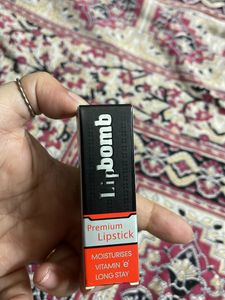 Lipbomb
Premium
Lipstick
MOISTURISES
VITAMIN e
LONG STAY